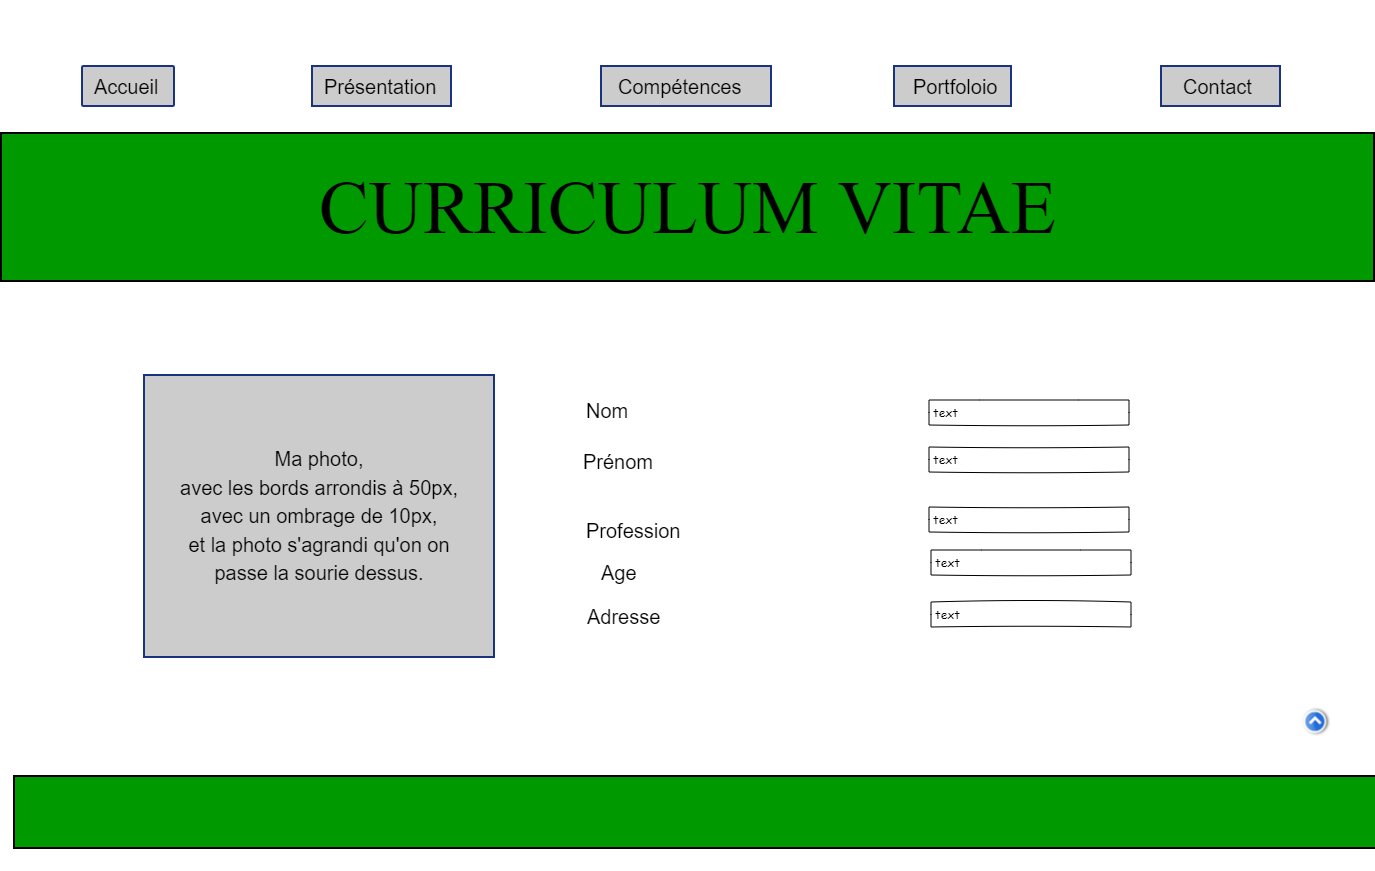 Accueil
Présentation
Compétences
Portfoloio
Contact
CURRICULUM VITAE
Ma photo,
avec les bords arrondis à 50px,
avec un ombrage de 10px,
et la photo s'agrandi qu'on on
passe la sourie dessus.
Nom
text
Prénom
text
Profession
text
Age
text
Adresse
text